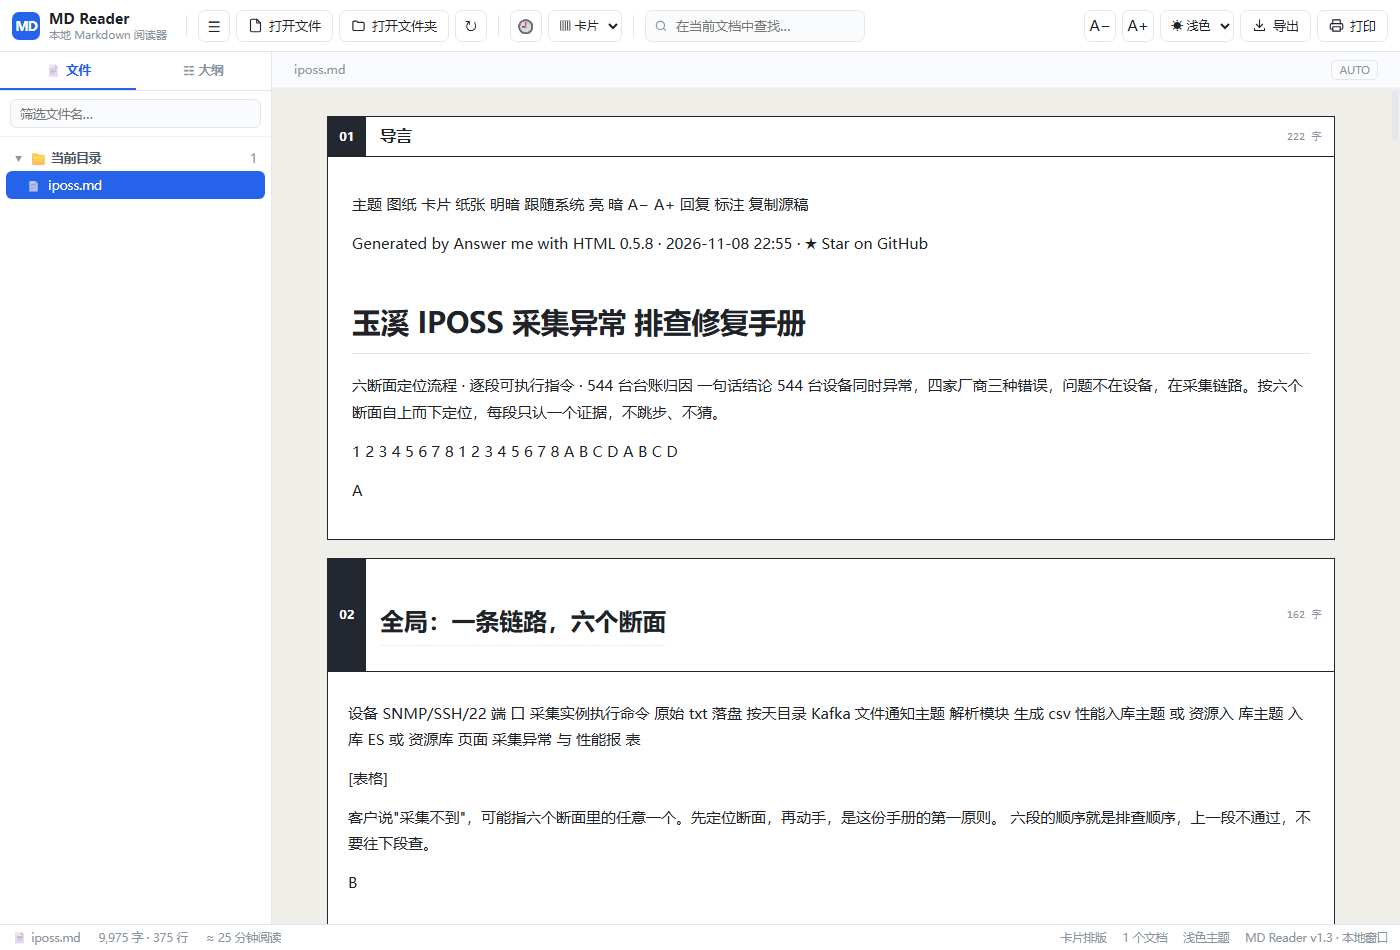 MD
MD Reader
本地 Markdown 阅读器
打开文件
打开文件夹
卡片
在当前文档中查找...
A−
A+
浅色
导出
打印
文件
大纲
iposs.md
AUTO
筛选文件名...
当前目录
1
iposs.md
01
导言
222 字
主题 图纸 卡片 纸张 明暗 跟随系统 亮 暗 A− A+ 回复 标注 复制源稿
Generated by Answer me with HTML 0.5.8 · 2026-11-08 22:55 · ★ Star on GitHub
玉溪 IPOSS 采集异常 排查修复手册
六断面定位流程 · 逐段可执行指令 · 544 台台账归因 一句话结论 544 台设备同时异常，四家厂商三种错误，问题不在设备，在采集链路。按六个
断面自上而下定位，每段只认一个证据，不跳步、不猜。
1 2 3 4 5 6 7 8 1 2 3 4 5 6 7 8 A B C D A B C D
A
02
全局：一条链路，六个断面
162 字
设备 SNMP/SSH/22 端 口 采集实例执行命令 原始 txt 落盘 按天目录 Kafka 文件通知主题 解析模块 生成 csv 性能入库主题 或 资源入 库主题 入
库 ES 或 资源库 页面 采集异常 与 性能报 表
[表格]
客户说"采集不到"，可能指六个断面里的任意一个。先定位断面，再动手，是这份手册的第一原则。 六段的顺序就是排查顺序，上一段不通过，不
要往下段查。
B
iposs.md
9,975 字 · 375 行
≈ 25 分钟阅读
卡片排版
1 个文档
浅色主题
MD Reader v1.3 · 本地窗口